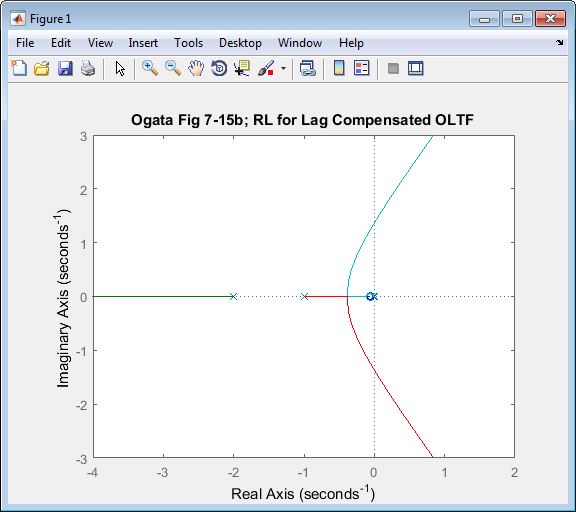 Figure 1
File Edit View Insert Tools Desktop Window Help
Ogata Fig 7-15b; RL for Lag Compensated OLTF
3
2
1
0
-1
-2
-3
Imaginary Axis (seconds⁻¹)
-4 -3 -2 -1 0 1 2
Real Axis (seconds⁻¹)